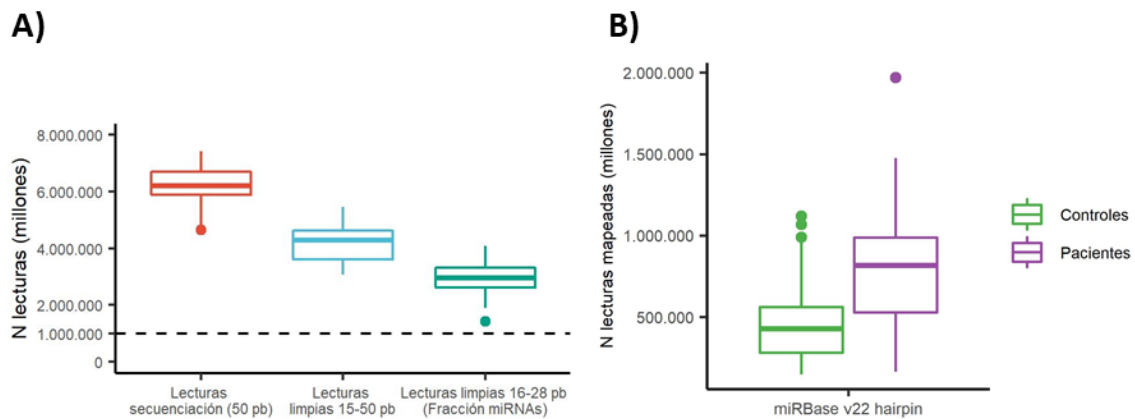 A)
N lecturas (millones)
8.000.000
6.000.000
4.000.000
2.000.000
1.000.000
0
Lecturas
secuenciación (50 pb)
Lecturas
limpias 15-50 pb
Lecturas limpias 16-28 pb
(Fracción miRNAs)
B)
N lecturas mapeadas (millones)
2.000.000
1.500.000
1.000.000
500.000
miRBase v22 hairpin
Controles
Pacientes